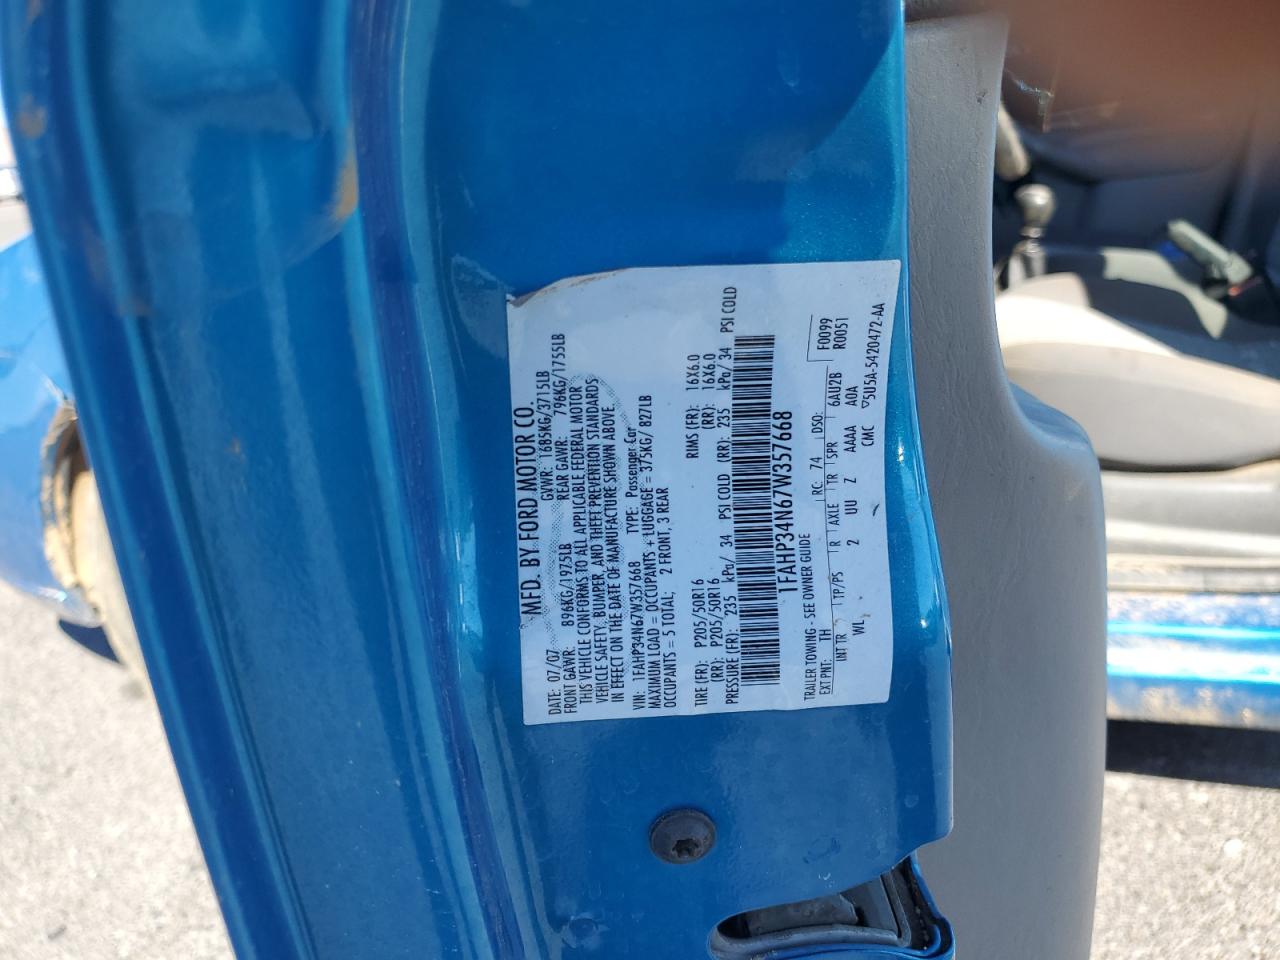 MFD. BY FORD MOTOR CO.
DATE: 07/07 GVWR: 1685KG/3715LB
FRONT GAWR: 896KG/1975LB REAR GAWR: 796KG/1755LB
THIS VEHICLE CONFORMS TO ALL APPLICABLE FEDERAL MOTOR
VEHICLE SAFETY, BUMPER, AND THEFT PREVENTION STANDARDS
IN EFFECT ON THE DATE OF MANUFACTURE SHOWN ABOVE.
VIN: 1FAHP34N67W357668 TYPE: Passenger Car
MAXIMUM LOAD = OCCUPANTS + LUGGAGE = 375KG/ 827LB
OCCUPANTS = 5 TOTAL; 2 FRONT, 3 REAR
TIRE (FR): P205/50R16 RIMS (FR): 16X6.0
(RR): P205/50R16 (RR): 16X6.0
PRESSURE (FR): 235 kPa/ 34 PSI COLD (RR): 235 kPa/ 34 PSI COLD
1FAHP34N67W357668
TRAILER TOWING - SEE OWNER GUIDE F0099
EXT PNT: TH RC: 74 DSO: R0051
INT TR TP/PS R AXLE TR SPR 6AU2B
WL 2 UU Z AAAA A0A
CMC ▽5U5A-5420472-AA